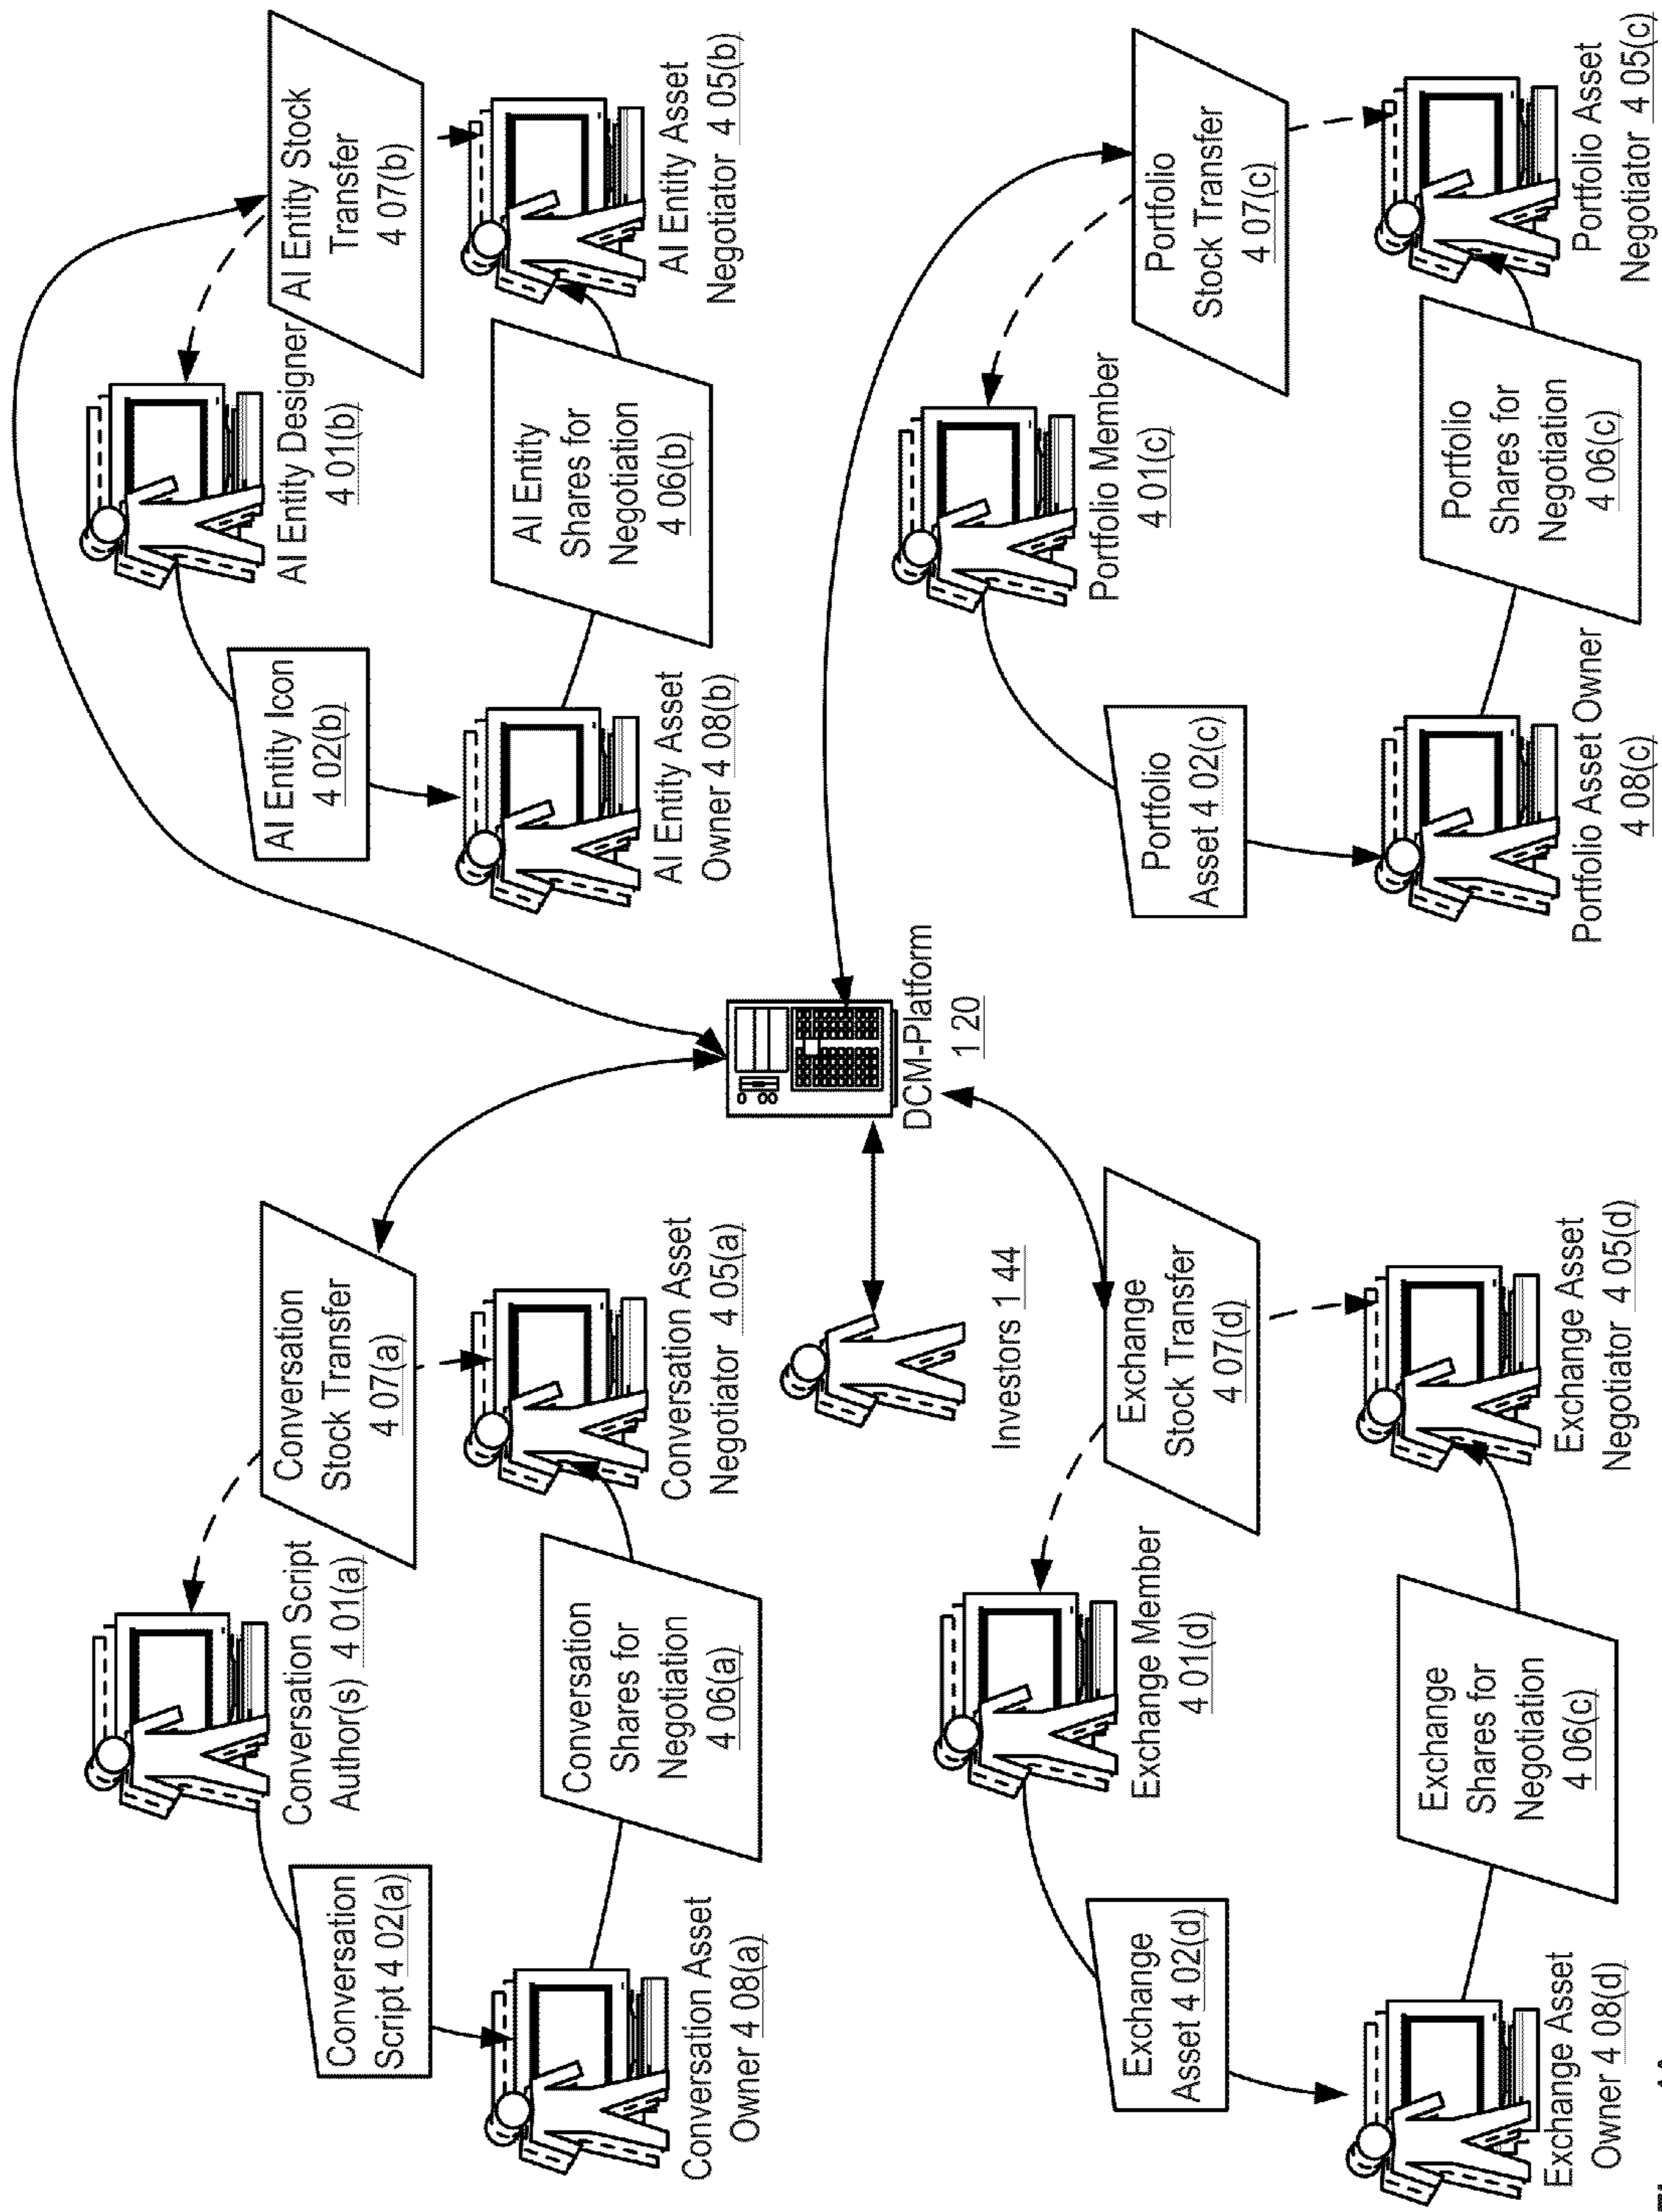 Conversation Script
Author(s) 4 01(a)
Conversation
Script 4 02(a)
Conversation
Stock Transfer
4 07(a)
Conversation
Shares for
Negotiation
4 06(a)
Conversation Asset
Owner 4 08(a)
Conversation Asset
Negotiator 4 05(a)
AI Entity Designer
4 01(b)
AI Entity Icon
4 02(b)
AI Entity Stock
Transfer
4 07(b)
AI Entity
Shares for
Negotiation
4 06(b)
AI Entity Asset
Owner 4 08(b)
AI Entity Asset
Negotiator 4 05(b)
DCM-Platform
1 20
Investors 1 44
Exchange Member
4 01(d)
Exchange
Asset 4 02(d)
Exchange
Stock Transfer
4 07(d)
Exchange
Shares for
Negotiation
4 06(c)
Exchange Asset
Owner 4 08(d)
Exchange Asset
Negotiator 4 05(d)
Portfolio Member
4 01(c)
Portfolio
Asset 4 02(c)
Portfolio
Stock Transfer
4 07(c)
Portfolio
Shares for
Negotiation
4 06(c)
Portfolio Asset Owner
4 08(c)
Portfolio Asset
Negotiator 4 05(c)